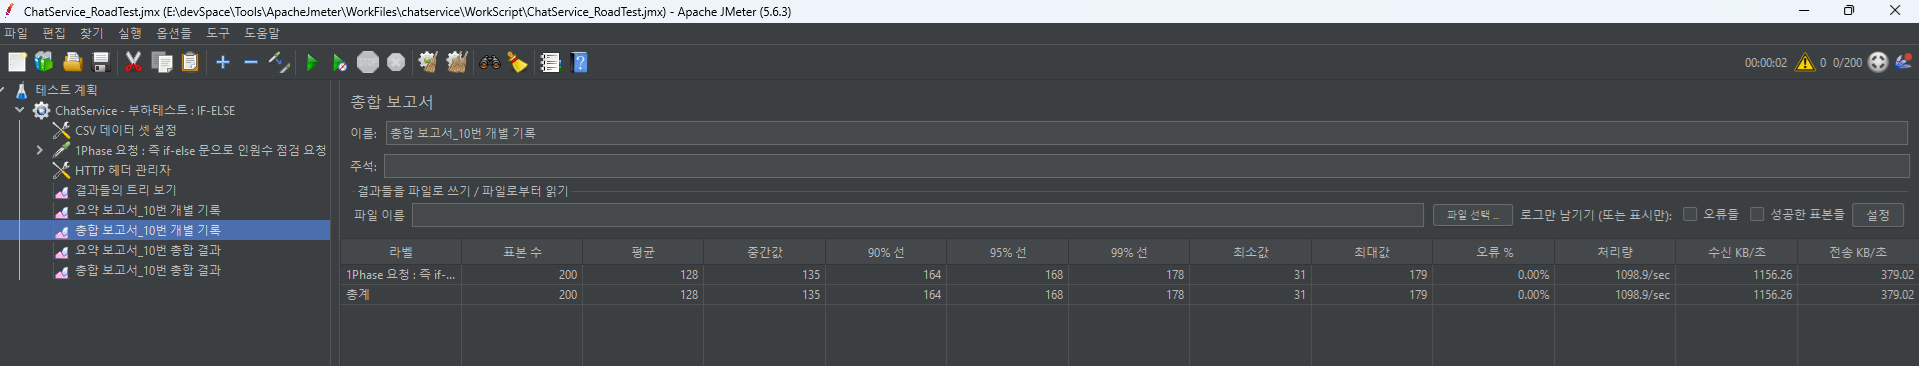 ChatService_RoadTest.jmx (E:\devSpace\Tools\ApacheJmeter\WorkFiles\chatservice\WorkScript\ChatService_RoadTest.jmx) - Apache JMeter (5.6.3)
파일 편집 찾기 실행 옵션들 도구 도움말
STOP
00:00:02 0 0/200
테스트 계획
ChatService - 부하테스트 : IF-ELSE
CSV 데이터 셋 설정
1Phase 요청 : 즉 if-else 문으로 인원수 점검 요청
HTTP 헤더 관리자
결과들의 트리 보기
요약 보고서_10번 개별 기록
총합 보고서_10번 개별 기록
요약 보고서_10번 총합 결과
총합 보고서_10번 총합 결과
총합 보고서
이름: 총합 보고서_10번 개별 기록
주석:
결과들을 파일로 쓰기 / 파일로부터 읽기
파일 이름 파일 선택... 로그만 남기기 (또는 표시만): 오류들 성공한 표본들 설정
라벨 표본 수 평균 중간값 90% 선 95% 선 99% 선 최소값 최대값 오류 % 처리량 수신 KB/초 전송 KB/초
1Phase 요청 : 즉 if-... 200 128 135 164 168 178 31 179 0.00% 1098.9/sec 1156.26 379.02
총계 200 128 135 164 168 178 31 179 0.00% 1098.9/sec 1156.26 379.02